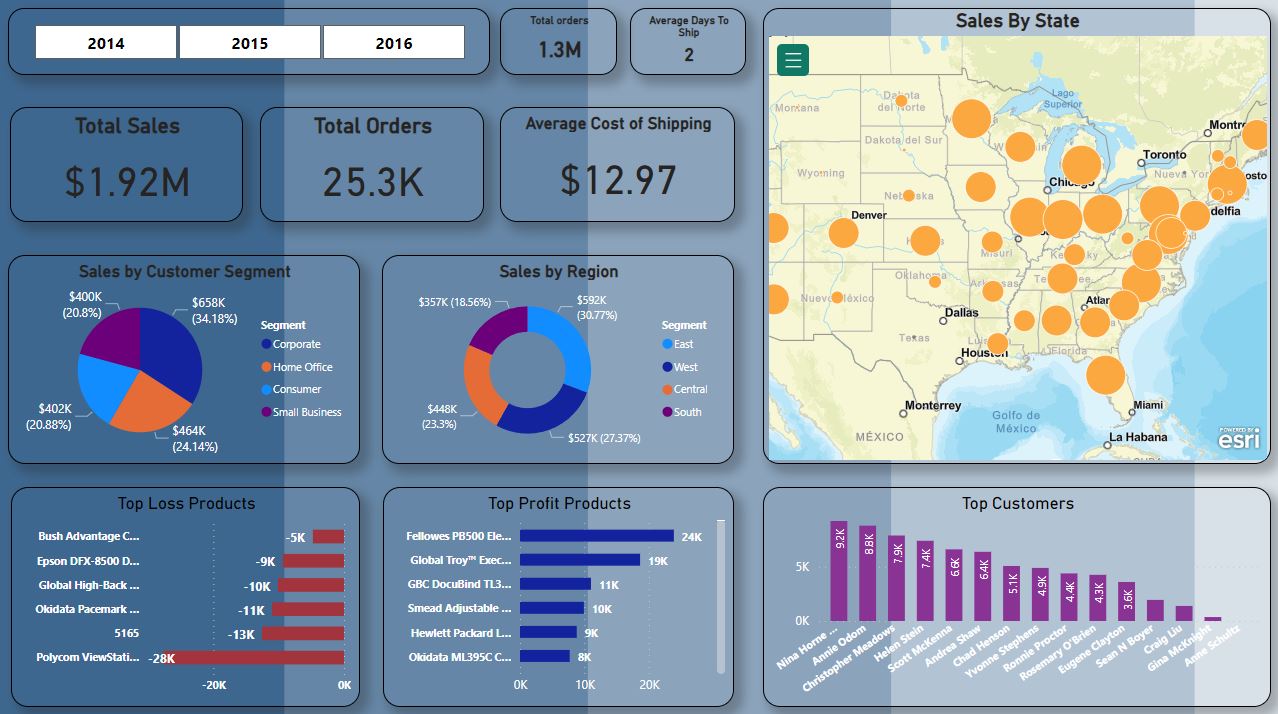 2014
2015
2016
Total orders
1.3M
Average Days To
Ship
2
Total Sales
$1.92M
Total Orders
25.3K
Average Cost of Shipping
$12.97
Sales By State
Montana
Dakota
del Norte
Lago
Superior
Dakota del Sur
Wyoming
Toronto
Nueva York
Chicago
Denver
delfia
Misuri
Oklahoma
Nuevo México
Dallas
Texas
Houston
Florida
Monterrey
Golfo de
México
Miami
MÉXICO
La Habana
POWERED BY
esri
Sales by Customer Segment
$400K
(20.8%)
$658K
(34.18%)
Segment
Corporate
Home Office
Consumer
Small Business
$402K
(20.88%)
$464K
(24.14%)
Sales by Region
$357K (18.56%)
$592K
(30.77%)
Segment
East
West
Central
South
$448K
(23.3%)
$527K (27.37%)
Top Loss Products
Bush Advantage C...
-5K
Epson DFX-8500 D...
-9K
Global High-Back ...
-10K
Okidata Pacemark ...
-11K
5165
-13K
Polycom ViewStati...
-28K
-20K
0K
Top Profit Products
Fellowes PB500 Ele...
24K
Global Troy™ Exec...
19K
GBC DocuBind TL3...
11K
Smead Adjustable ...
10K
Hewlett Packard L...
9K
Okidata ML395C C...
8K
0K
10K
20K
Top Customers
5K
0K
9.2K
8.8K
7.9K
7.4K
6.6K
6.4K
5.1K
4.9K
4.4K
4.3K
3.6K
Nina Horne ...
Annie Odom
Christopher Meadows
Helen Stein
Scott McKenna
Andrea Shaw
Chad Henson
Yvonne Stephens
Ronnie Proctor
Rosemary O'Brien
Eugene Clayton
Sean N Boyer
Craig Liu
Gina McKnight
Anne Schultz